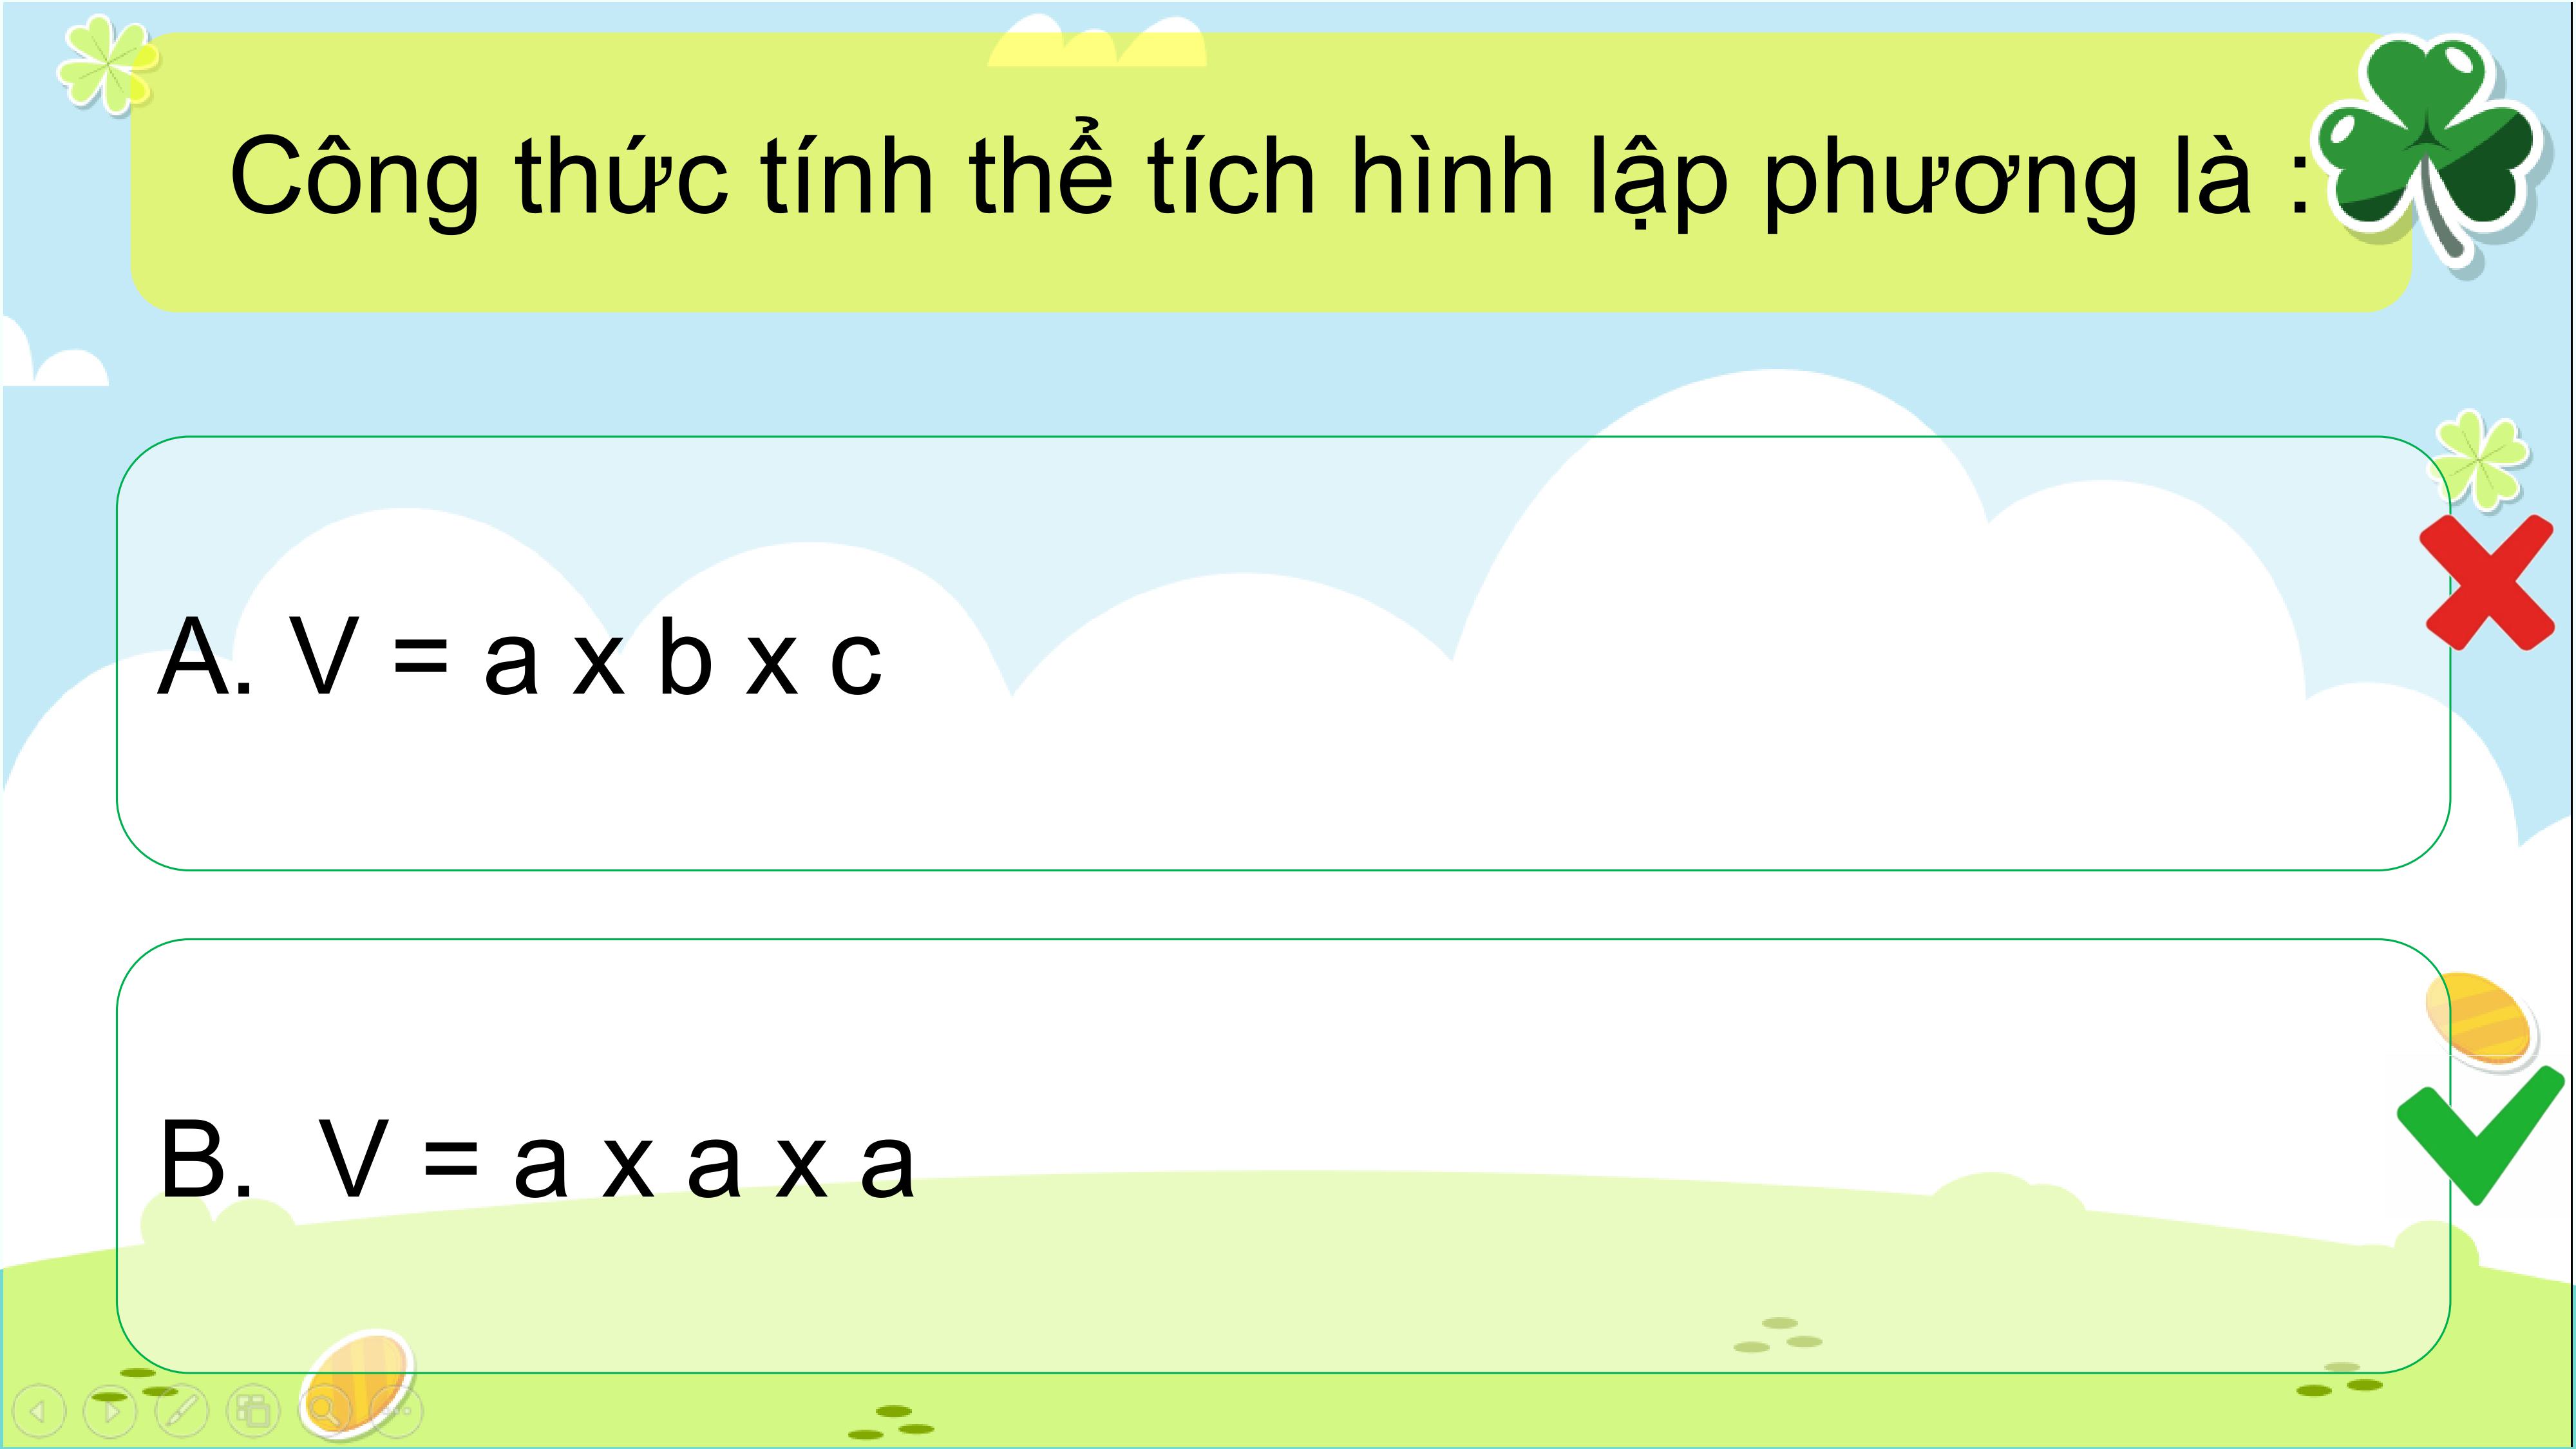 Công thức tính thể tích hình lập phương là :
A. V = a x b x c
B. V = a x a x a